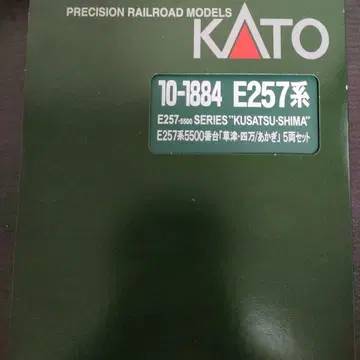 PRECISION RAILROAD MODELS
KATO
10-1884 E257系
E257-5500 SERIES "KUSATSU·SHIMA"
E257系5500番台「草津・四万/あかぎ」5両セット